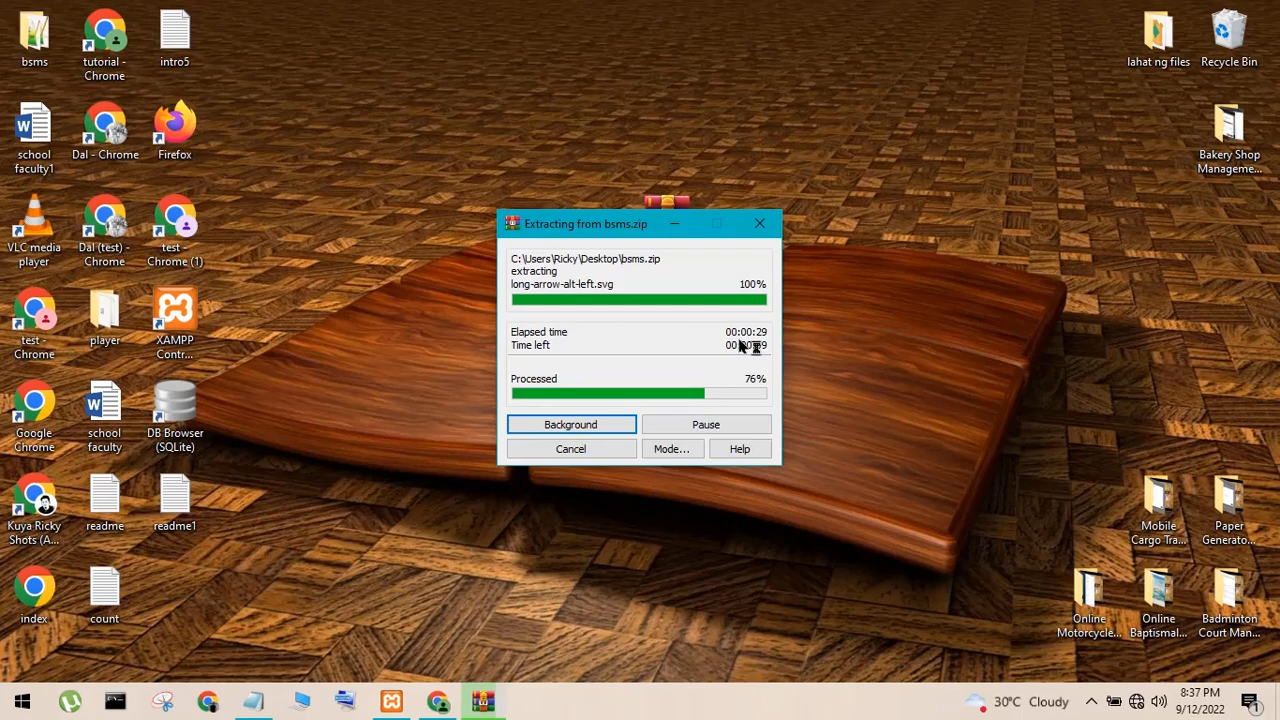 bsms
tutorial -
Chrome
intro5
lahat ng files
Recycle Bin
school
faculty1
Dal - Chrome
Firefox
Bakery Shop
Manageme...
VLC media
player
Dal (test) -
Chrome
test -
Chrome (1)
test -
Chrome
player
XAMPP
Contr...
Google
Chrome
school
faculty
DB Browser
(SQLite)
Kuya Ricky
Shots (A...
readme
readme1
index
count
Mobile
Cargo Tra...
Paper
Generato...
Online
Motorcycle...
Online
Baptismal...
Badminton
Court Man...
Extracting from bsms.zip
C:\Users\Ricky\Desktop\bsms.zip
extracting
long-arrow-alt-left.svg 100%
Elapsed time 00:00:29
Time left
Processed 76%
Background Pause
Cancel Mode... Help
30°C Cloudy
8:37 PM
9/12/2022
1